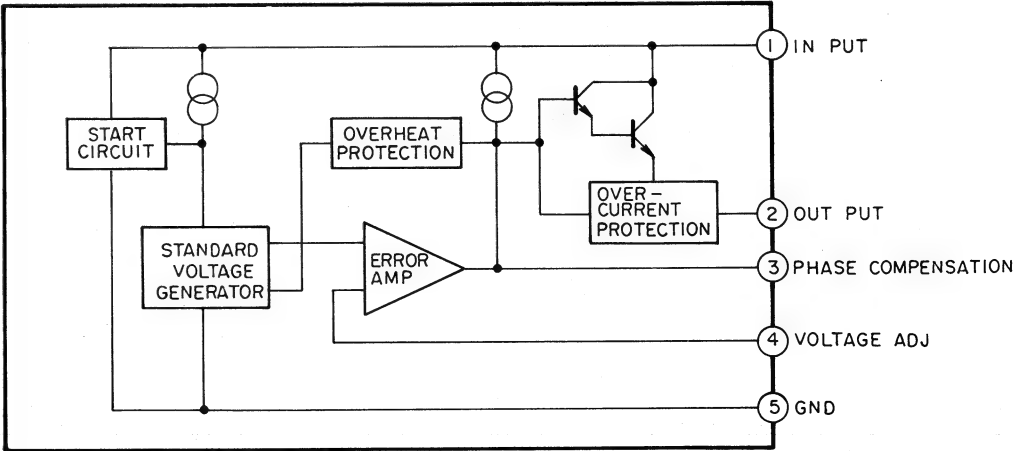 1 IN PUT
START
CIRCUIT
OVERHEAT
PROTECTION
OVER-
CURRENT
PROTECTION
2 OUT PUT
STANDARD
VOLTAGE
GENERATOR
ERROR
AMP
3 PHASE COMPENSATION
4 VOLTAGE ADJ
5 GND